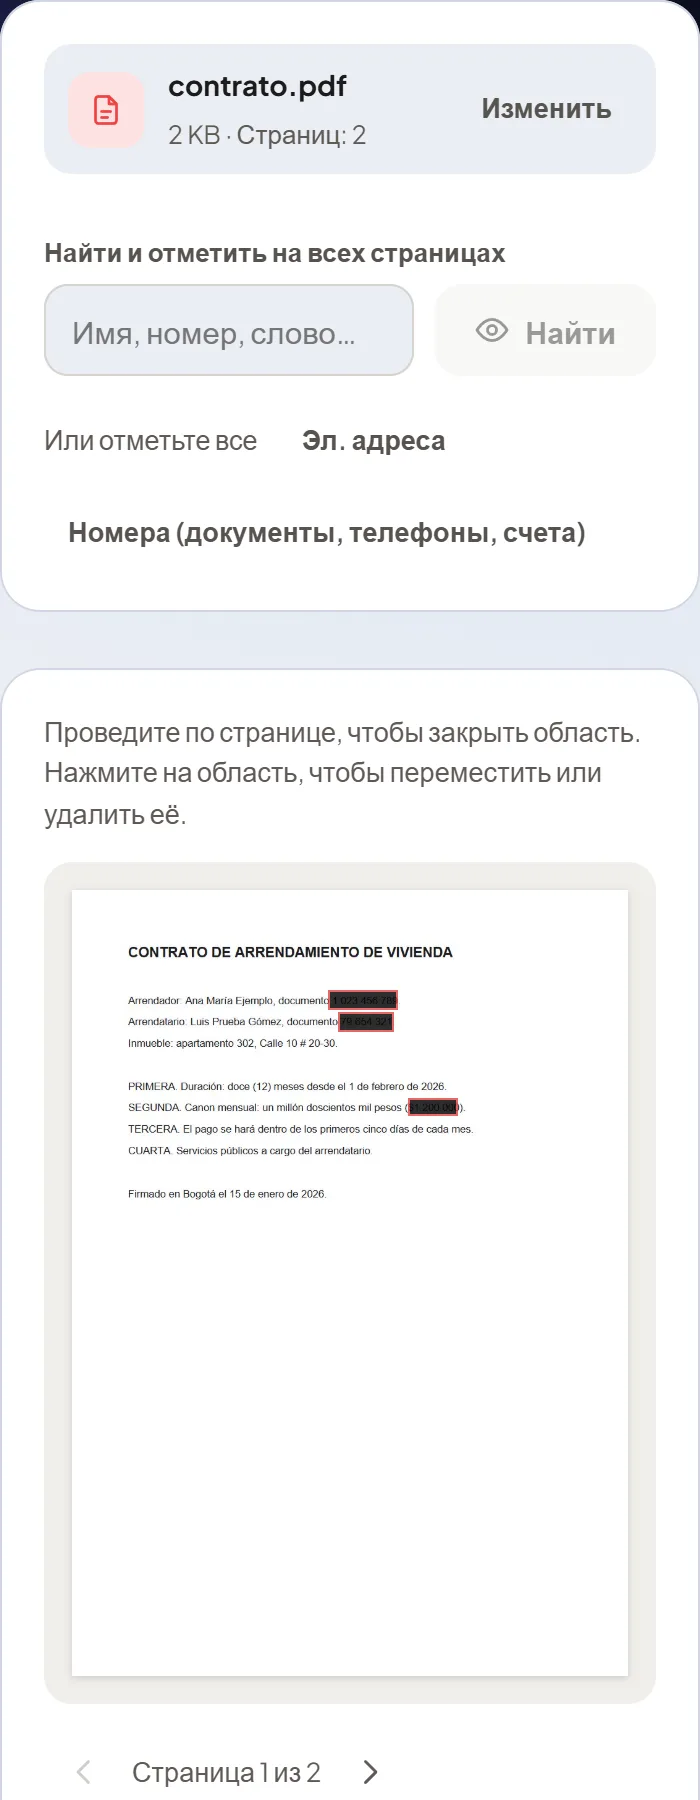 contrato.pdf
2 KB · Страниц: 2
Изменить
Найти и отметить на всех страницах
Имя, номер, слово...
Найти
Или отметьте все
Эл. адреса
Номера (документы, телефоны, счета)
Проведите по странице, чтобы закрыть область.
Нажмите на область, чтобы переместить или
удалить её.
CONTRATO DE ARRENDAMIENTO DE VIVIENDA
Arrendador: Ana María Ejemplo, documento
Arrendatario: Luis Prueba Gómez, documento
Inmueble: apartamento 302, Calle 10 # 20-30.
PRIMERA. Duración: doce (12) meses desde el 1 de febrero de 2026.
SEGUNDA. Canon mensual: un millón doscientos mil pesos ( ).
TERCERA. El pago se hará dentro de los primeros cinco días de cada mes.
CUARTA. Servicios públicos a cargo del arrendatario.
Firmado en Bogotá el 15 de enero de 2026.
Страница 1 из 2